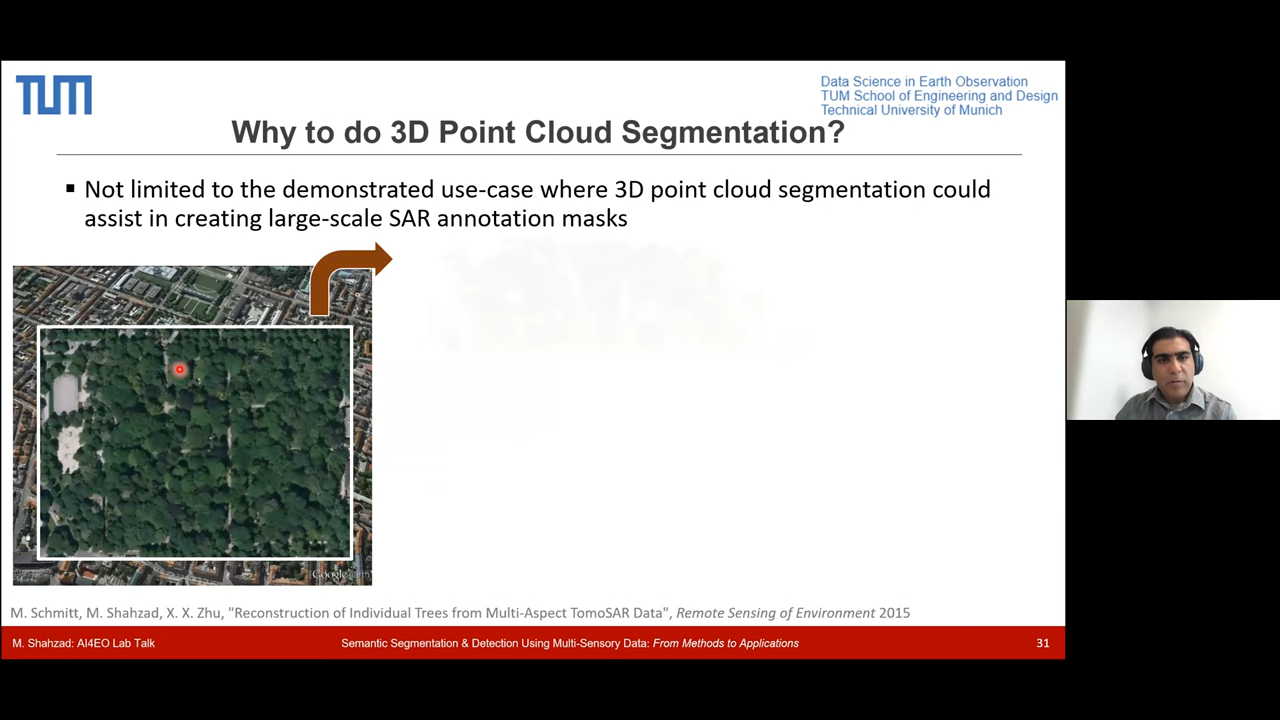 TUM
Data Science in Earth Observation
TUM School of Engineering and Design
Technical University of Munich
Why to do 3D Point Cloud Segmentation?
▪ Not limited to the demonstrated use-case where 3D point cloud segmentation could
assist in creating large-scale SAR annotation masks
Google earth
M. Schmitt, M. Shahzad, X. X. Zhu, "Reconstruction of Individual Trees from Multi-Aspect TomoSAR Data", Remote Sensing of Environment 2015
M. Shahzad: AI4EO Lab Talk
Semantic Segmentation & Detection Using Multi-Sensory Data: From Methods to Applications
31